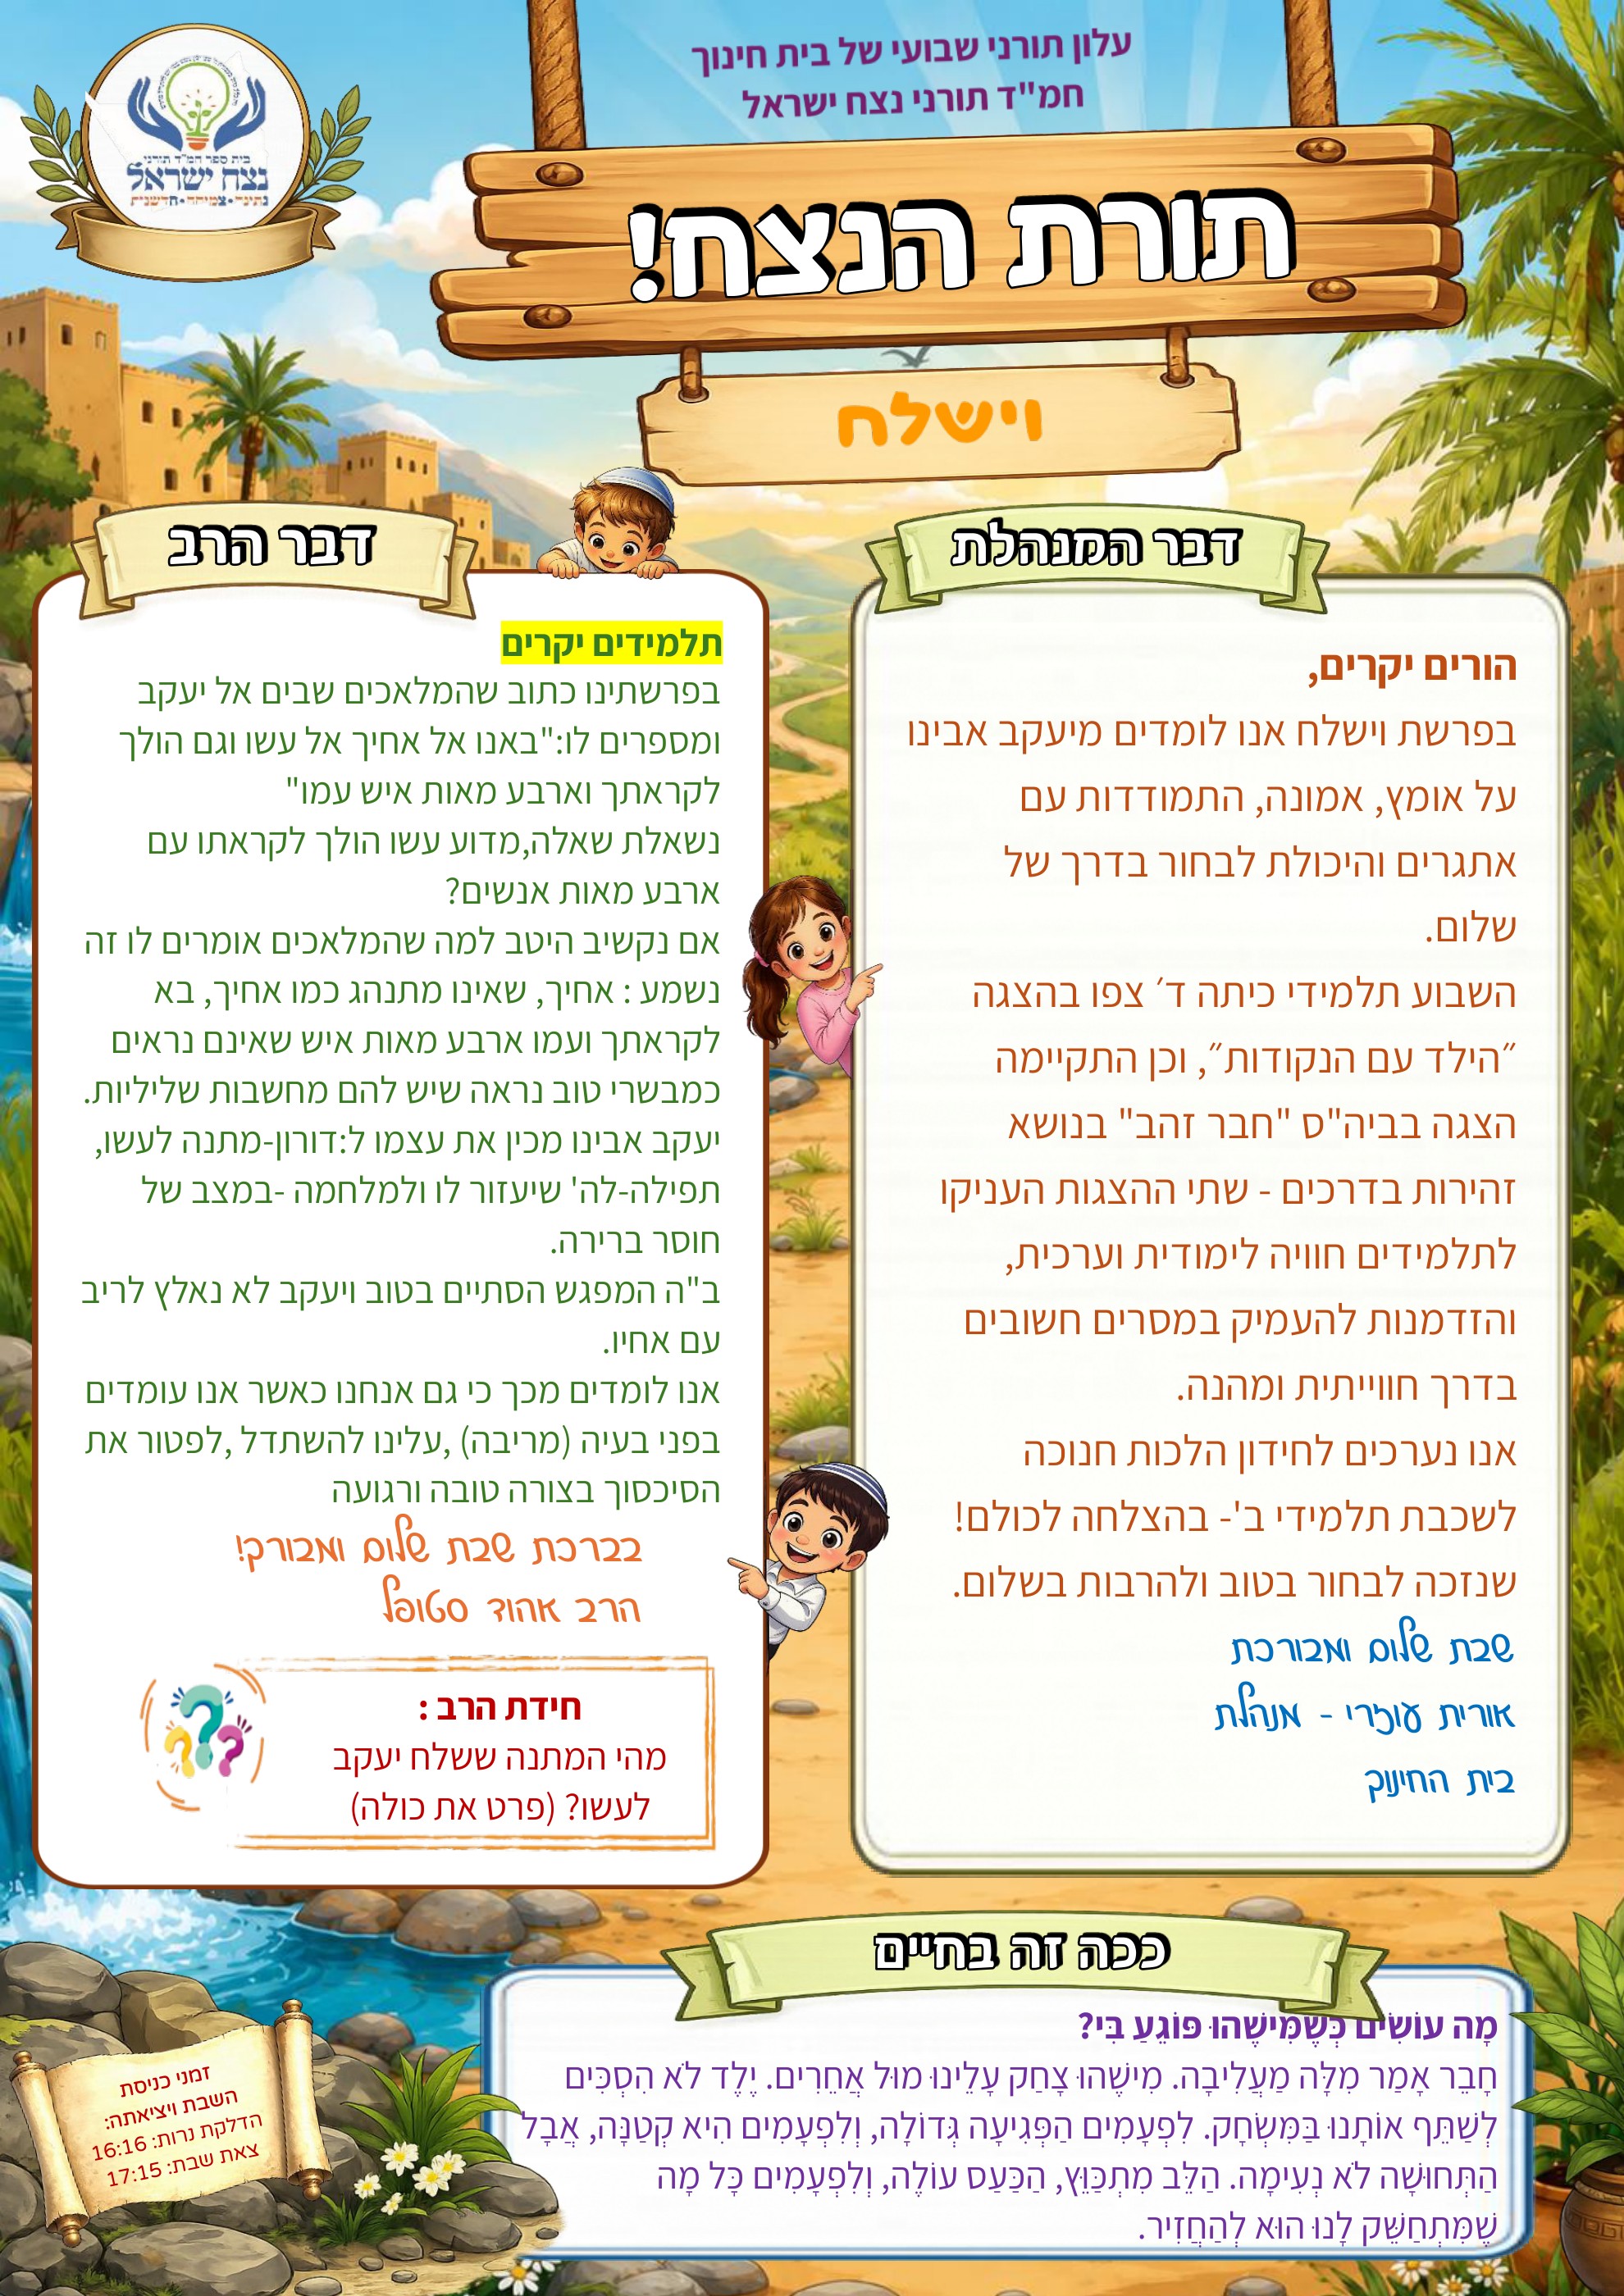 עלון תורני שבועי של בית חינוך
חמ"ד תורני נצח ישראל
בית ספר חמ"ד תורני
נצח ישראל
נתינה•צמיחה•חדשנות
תורת הנצח!
וישלח
דבר המנהלת
הורים יקרים,
בפרשת וישלח אנו לומדים מיעקב אבינו
על אומץ, אמונה, התמודדות עם
אתגרים והיכולת לבחור בדרך של
שלום.
השבוע תלמידי כיתה ד׳ צפו בהצגה
״הילד עם הנקודות״, וכן התקיימה
הצגה בביה"ס "חבר זהב" בנושא
זהירות בדרכים - שתי ההצגות העניקו
לתלמידים חוויה לימודית וערכית,
והזדמנות להעמיק במסרים חשובים
בדרך חווייתית ומהנה.
אנו נערכים לחידון הלכות חנוכה
לשכבת תלמידי ב'- בהצלחה לכולם!
שנזכה לבחור בטוב ולהרבות בשלום.
שבת שלום ומבורכת
אורית עוזרי - מנהלת
בית החינוך
דבר הרב
תלמידים יקרים
בפרשתינו כתוב שהמלאכים שבים אל יעקב
ומספרים לו:"באנו אל אחיך אל עשו וגם הולך
לקראתך וארבע מאות איש עמו"
נשאלת שאלה,מדוע עשו הולך לקראתו עם
ארבע מאות אנשים?
אם נקשיב היטב למה שהמלאכים אומרים לו זה
נשמע : אחיך, שאינו מתנהג כמו אחיך, בא
לקראתך ועמו ארבע מאות איש שאינם נראים
כמבשרי טוב נראה שיש להם מחשבות שליליות.
יעקב אבינו מכין את עצמו ל:דורון-מתנה לעשו,
תפילה-לה' שיעזור לו ולמלחמה -במצב של
חוסר ברירה.
ב"ה המפגש הסתיים בטוב ויעקב לא נאלץ לריב
עם אחיו.
אנו לומדים מכך כי גם אנחנו כאשר אנו עומדים
בפני בעיה (מריבה) ,עלינו להשתדל ,לפטור את
הסיכסוך בצורה טובה ורגועה
בברכת שבת שלום ומבורך!
הרב אהוד סטופל
חידת הרב :
מהי המתנה ששלח יעקב
לעשו? (פרט את כולה)
ככה זה בחיים
מָה עוֹשִׂים כְּשֶׁמִּישֶׁהוּ פּוֹגֵעַ בִּי?
חָבֵר אָמַר מִלָּה מַעֲלִיבָה. מִישֶׁהוּ צָחַק עָלֵינוּ מוּל אֲחֵרִים. יֶלֶד לֹא הִסְכִּים
לְשַׁתֵּף אוֹתָנוּ בַּמִּשְׂחָק. לִפְעָמִים הַפְּגִיעָה גְּדוֹלָה, וְלִפְעָמִים הִיא קְטַנָּה, אֲבָל
הַתְּחוּשָׁה לֹא נְעִימָה. הַלֵּב מִתְכַּוֵּץ, הַכַּעַס עוֹלֶה, וְלִפְעָמִים כָּל מָה
שֶׁמִּתְחַשֵּׁק לָנוּ הוּא לְהַחֲזִיר.
זמני כניסת
השבת ויציאתה:
הדלקת נרות: 16:16
צאת שבת: 17:15